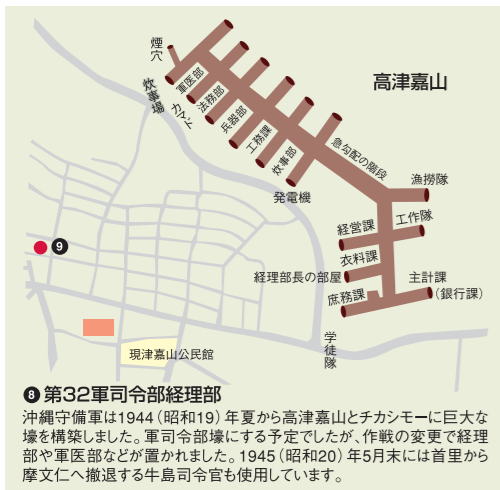 高津嘉山
煙穴
炊事場
カマド
軍医部
法務部
兵器部
工務課
炊事部
発電機
急勾配の階段
漁撈隊
工作隊
経営課
衣料課
経理部長の部屋
庶務課
主計課
(銀行課)
学徒隊
9
現津嘉山公民館
8 第32軍司令部経理部
沖縄守備軍は1944(昭和19)年夏から高津嘉山とチカシモーに巨大な
壕を構築しました。軍司令部壕にする予定でしたが、作戦の変更で経理
部や軍医部などが置かれました。1945(昭和20)年5月末には首里から
摩文仁へ撤退する牛島司令官も使用しています。